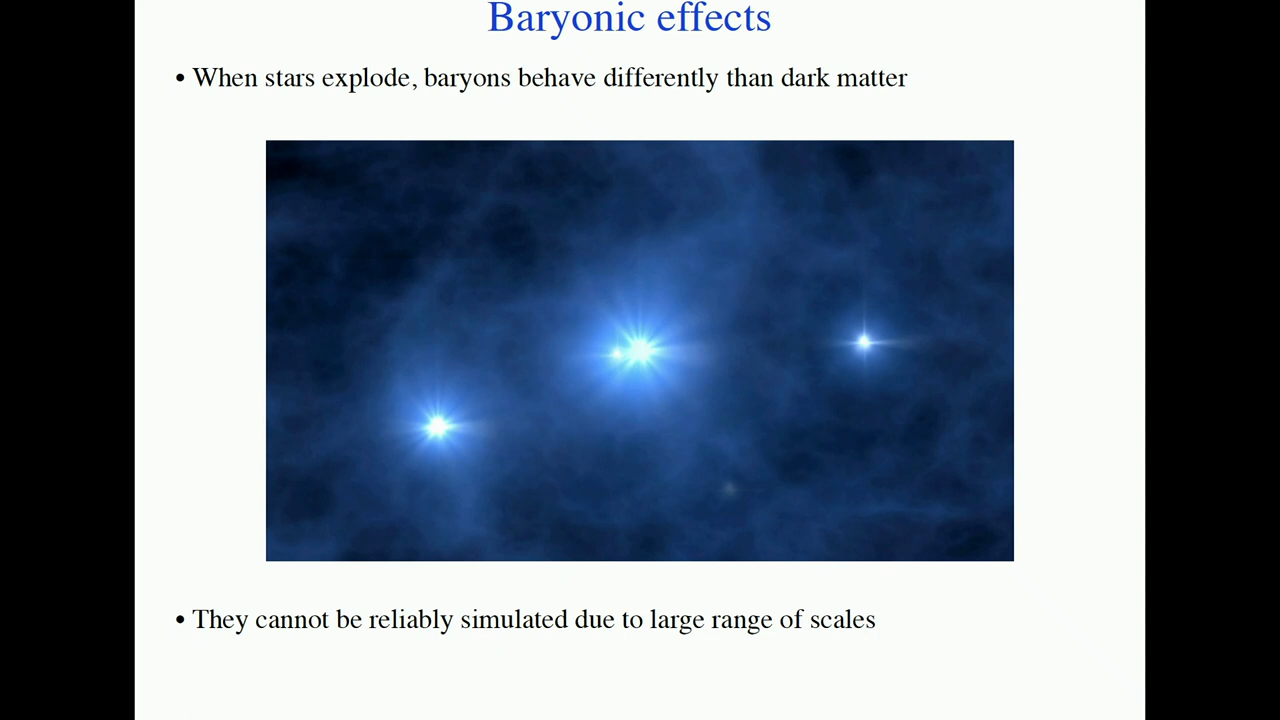 Baryonic effects
• When stars explode, baryons behave differently than dark matter
• They cannot be reliably simulated due to large range of scales